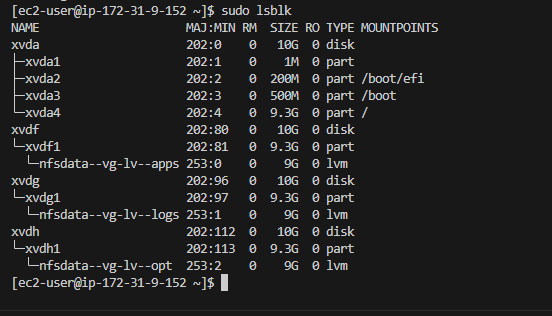 [ec2-user@ip-172-31-9-152 ~]$ sudo lsblk
NAME MAJ:MIN RM SIZE RO TYPE MOUNTPOINTS
xvda 202:0 0 10G 0 disk
├─xvda1 202:1 0 1M 0 part
├─xvda2 202:2 0 200M 0 part /boot/efi
├─xvda3 202:3 0 500M 0 part /boot
└─xvda4 202:4 0 9.3G 0 part /
xvdf 202:80 0 10G 0 disk
└─xvdf1 202:81 0 9.3G 0 part
└─nfsdata--vg-lv--apps 253:0 0 9G 0 lvm
xvdg 202:96 0 10G 0 disk
└─xvdg1 202:97 0 9.3G 0 part
└─nfsdata--vg-lv--logs 253:1 0 9G 0 lvm
xvdh 202:112 0 10G 0 disk
└─xvdh1 202:113 0 9.3G 0 part
└─nfsdata--vg-lv--opt 253:2 0 9G 0 lvm
[ec2-user@ip-172-31-9-152 ~]$